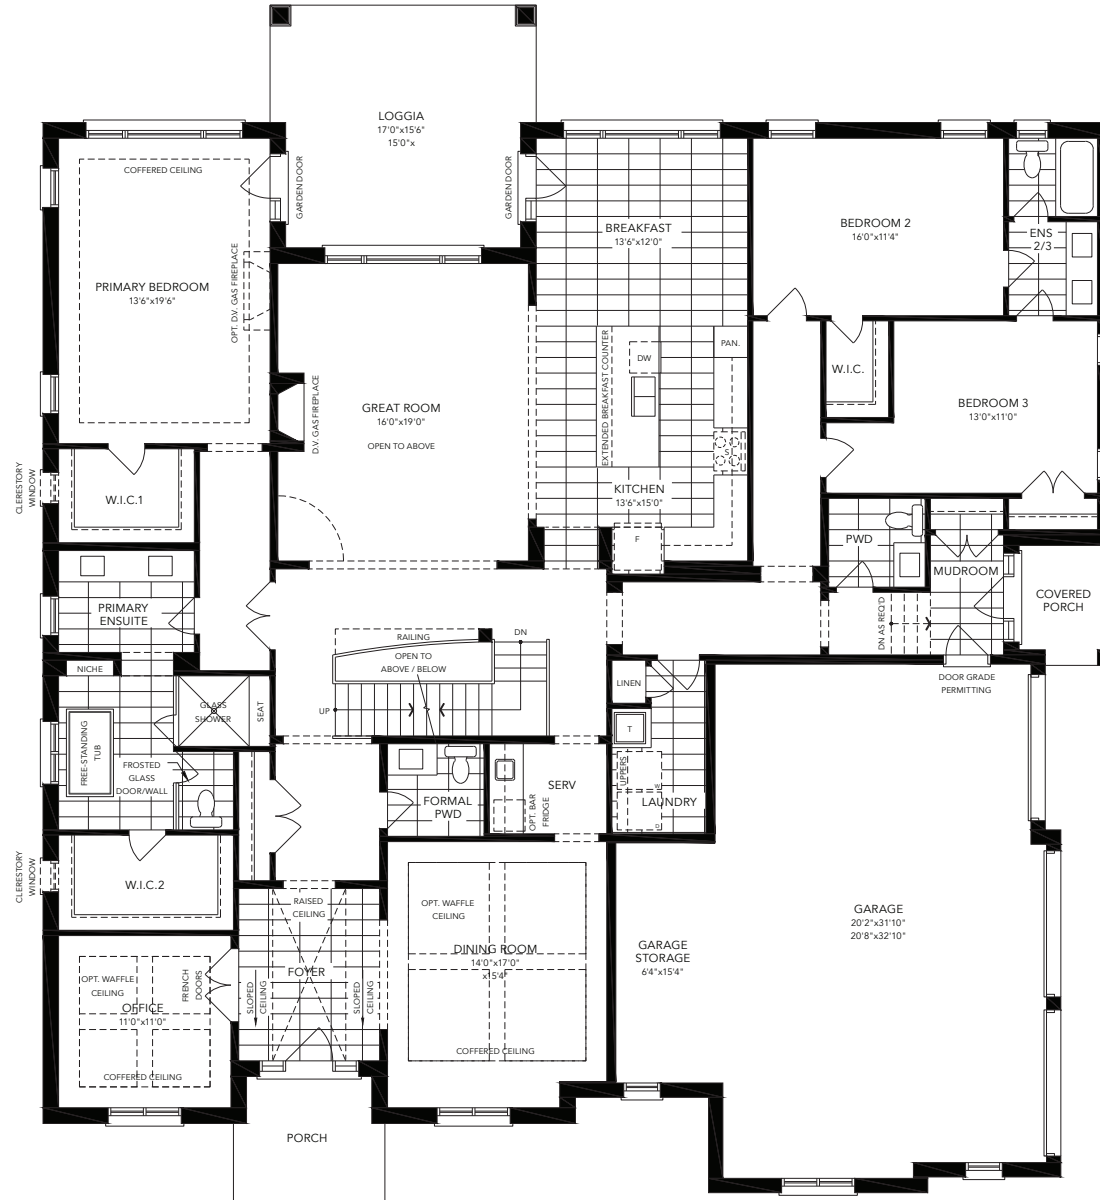 LOGGIA
17'0"x15'6"
15'0"x
COFFERED CEILING
GARDEN DOOR
GARDEN DOOR
BREAKFAST
13'6"x12'0"
BEDROOM 2
16'0"x11'4"
ENS
2/3
PRIMARY BEDROOM
13'6"x19'6"
OPT. D.V. GAS FIREPLACE
EXTENDED BREAKFAST COUNTER
DW
PAN.
W.I.C.
GREAT ROOM
16'0"x19'0"
OPEN TO ABOVE
D.V. GAS FIREPLACE
BEDROOM 3
13'0"x11'0"
S
CLERESTORY
WINDOW
W.I.C.1
KITCHEN
13'6"x15'0"
F
PWD
MUDROOM
COVERED
PORCH
PRIMARY
ENSUITE
DN AS REQ'D
RAILING
DN
OPEN TO
ABOVE / BELOW
UP
NICHE
LINEN
DOOR GRADE
PERMITTING
GLASS
SHOWER
SEAT
FREE-STANDING
TUB
FROSTED
GLASS
DOOR/WALL
T
UPPERS
W
D
LAUNDRY
FORMAL
PWD
SERV
OPT. BAR
FRIDGE
CLERESTORY
WINDOW
W.I.C.2
RAISED
CEILING
OPT. WAFFLE
CEILING
GARAGE
20'2"x31'10"
20'8"x32'10"
DINING ROOM
14'0"x17'0"
x15'4"
GARAGE
STORAGE
6'4"x15'4"
FOYER
SLOPED
CEILING
SLOPED
CEILING
FRENCH
DOORS
OPT. WAFFLE
CEILING
OFFICE
11'0"x11'0"
COFFERED CEILING
COFFERED CEILING
PORCH